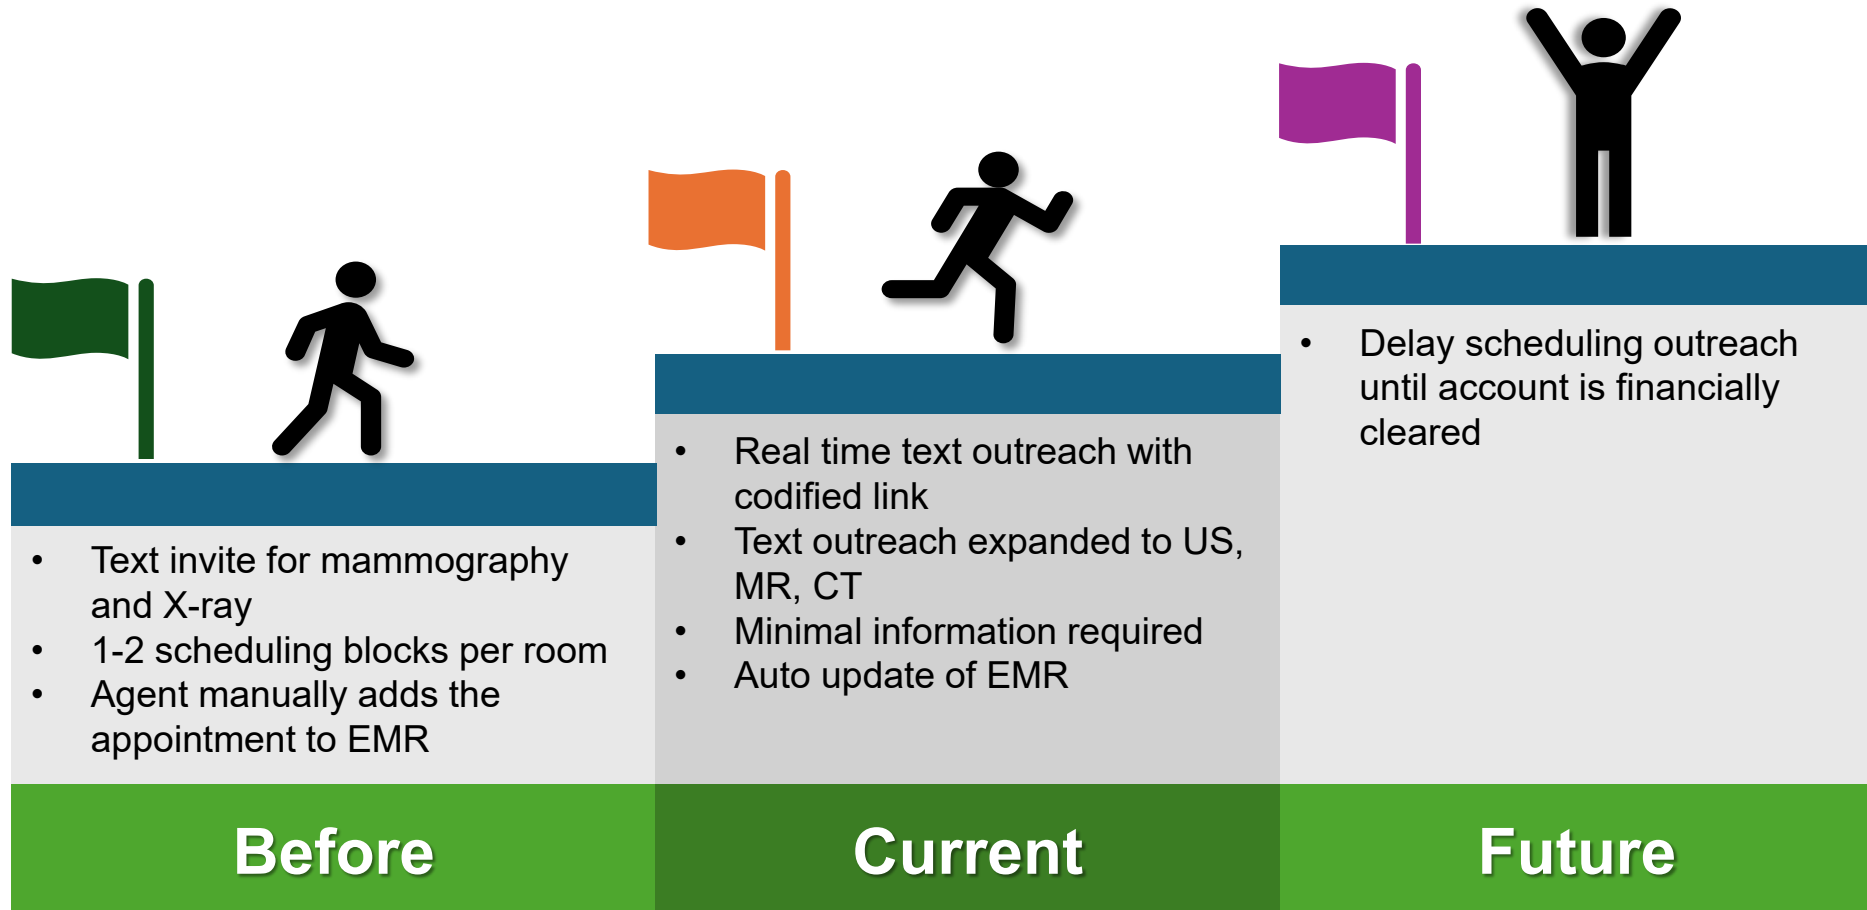 • Text invite for mammography
and X-ray
• 1-2 scheduling blocks per room
• Agent manually adds the
appointment to EMR
Before
• Real time text outreach with
codified link
• Text outreach expanded to US,
MR, CT
• Minimal information required
• Auto update of EMR
Current
• Delay scheduling outreach
until account is financially
cleared
Future